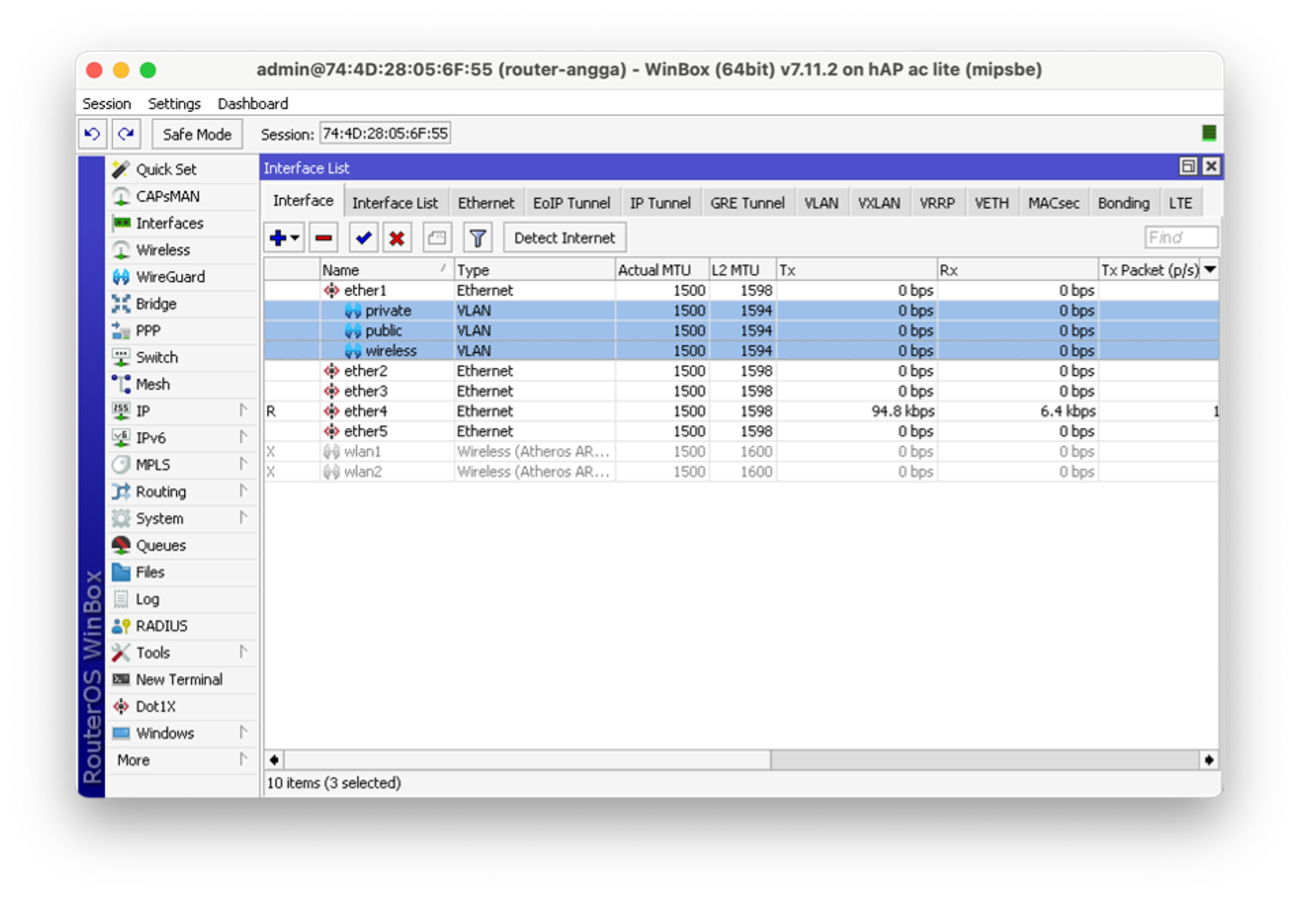 admin@74:4D:28:05:6F:55 (router-angga) - WinBox (64bit) v7.11.2 on hAP ac lite (mipsbe)
Session Settings Dashboard
Safe Mode Session: 74:4D:28:05:6F:55
RouterOS WinBox
Quick Set
CAPsMAN
Interfaces
Wireless
WireGuard
Bridge
PPP
Switch
Mesh
IP
IPv6
MPLS
Routing
System
Queues
Files
Log
RADIUS
Tools
New Terminal
Dot1X
Windows
More
Interface List
Interface Interface List Ethernet EoIP Tunnel IP Tunnel GRE Tunnel VLAN VXLAN VRRP VETH MACsec Bonding LTE
Detect Internet Find
Name Type Actual MTU L2 MTU Tx Rx Tx Packet (p/s)
ether1 Ethernet 1500 1598 0 bps 0 bps
private VLAN 1500 1594 0 bps 0 bps
public VLAN 1500 1594 0 bps 0 bps
wireless VLAN 1500 1594 0 bps 0 bps
ether2 Ethernet 1500 1598 0 bps 0 bps
ether3 Ethernet 1500 1598 0 bps 0 bps
R ether4 Ethernet 1500 1598 94.8 kbps 6.4 kbps 1
ether5 Ethernet 1500 1598 0 bps 0 bps
X wlan1 Wireless (Atheros AR... 1500 1600 0 bps 0 bps
X wlan2 Wireless (Atheros AR... 1500 1600 0 bps 0 bps
10 items (3 selected)